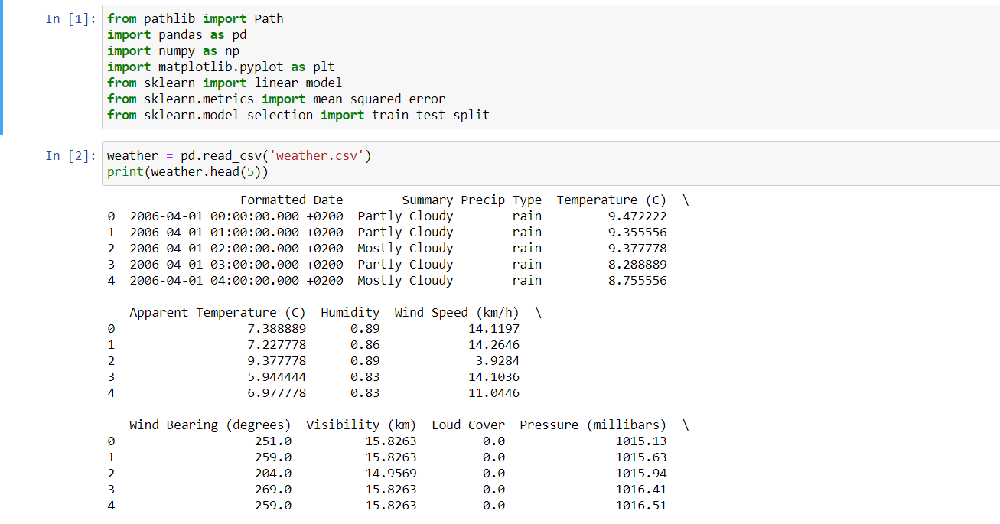 In [1]: from pathlib import Path
import pandas as pd
import numpy as np
import matplotlib.pyplot as plt
from sklearn import linear_model
from sklearn.metrics import mean_squared_error
from sklearn.model_selection import train_test_split
In [2]: weather = pd.read_csv('weather.csv')
print(weather.head(5))
Formatted Date Summary Precip Type Temperature (C) \
0 2006-04-01 00:00:00.000 +0200 Partly Cloudy rain 9.472222
1 2006-04-01 01:00:00.000 +0200 Partly Cloudy rain 9.355556
2 2006-04-01 02:00:00.000 +0200 Mostly Cloudy rain 9.377778
3 2006-04-01 03:00:00.000 +0200 Partly Cloudy rain 8.288889
4 2006-04-01 04:00:00.000 +0200 Mostly Cloudy rain 8.755556
Apparent Temperature (C) Humidity Wind Speed (km/h) \
0 7.388889 0.89 14.1197
1 7.227778 0.86 14.2646
2 9.377778 0.89 3.9284
3 5.944444 0.83 14.1036
4 6.977778 0.83 11.0446
Wind Bearing (degrees) Visibility (km) Loud Cover Pressure (millibars) \
0 251.0 15.8263 0.0 1015.13
1 259.0 15.8263 0.0 1015.63
2 204.0 14.9569 0.0 1015.94
3 269.0 15.8263 0.0 1016.41
4 259.0 15.8263 0.0 1016.51